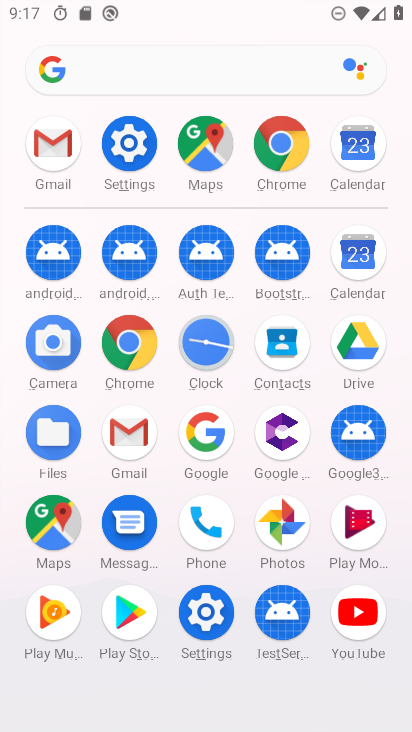 9:17
Gmail Settings Maps Chrome Calendar
android... android... Auth Te... Bootstr... Calendar
Camera Chrome Clock Contacts Drive
Files Gmail Google Google ... Google3...
Maps Messag... Phone Photos Play Mo...
Play Mu... Play Sto... Settings TestSer... YouTube